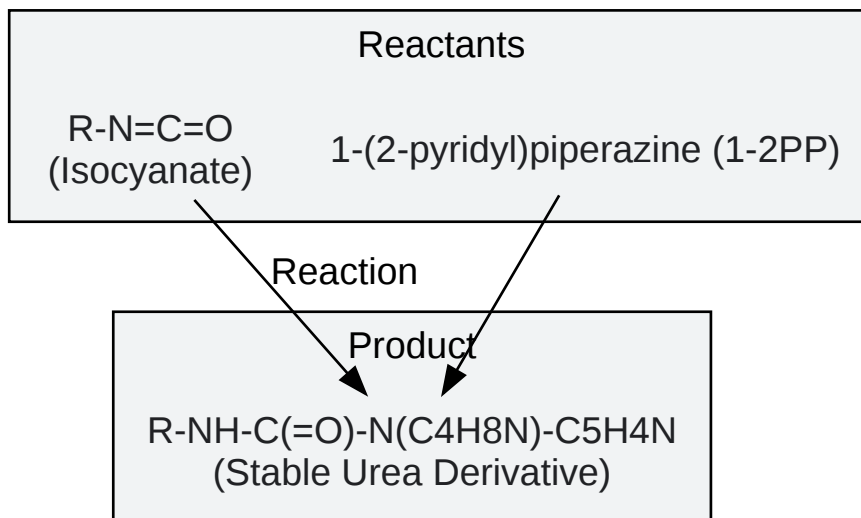 Reactants
R-N=C=O
(Isocyanate)
1-(2-pyridyl)piperazine (1-2PP)
Reaction
Product
R-NH-C(=O)-N(C4H8N)-C5H4N
(Stable Urea Derivative)